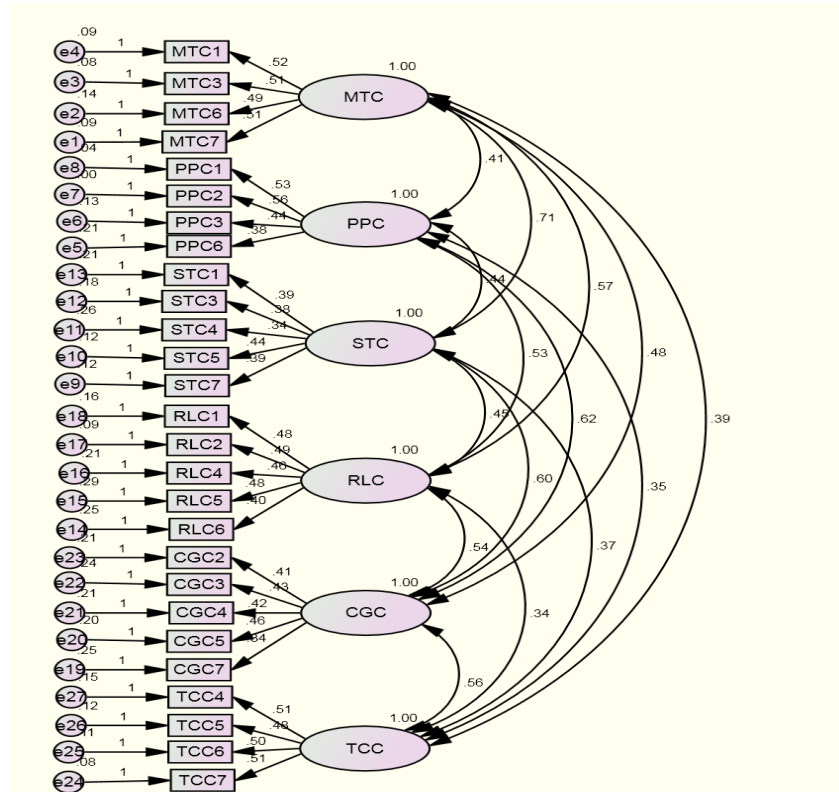 .09
e4 1 MTC1 .52 1.00
.08
e3 1 MTC3 .51 MTC
.14
e2 1 MTC6 .49
.09
e1 1 MTC7 .51
.04
e8 1 PPC1 .41
.00
e7 1 PPC2 .53 1.00
.13
e6 1 PPC3 .56 PPC .71
.21
e5 1 PPC6 .44
.38
.21
e13 1 STC1 .44 .57
.18
e12 1 STC3 .39 1.00
.26
e11 1 STC4 .38 STC
.12
e10 1 STC5 .34 .53 .48
.12
e9 1 STC7 .44
.39
.16
e18 1 RLC1 .45 .62 .39
.09
e17 1 RLC2 .48 1.00
.21
e16 1 RLC4 .49 RLC .60 .35
.29
e15 1 RLC5 .46
.48
.25
e14 1 RLC6 .40
.21
e23 1 CGC2 .54 .37
.24
e22 1 CGC3 .41 1.00
.21
e21 1 CGC4 .43 CGC .34
.20
e20 1 CGC5 .42
.46
.25
e19 1 CGC7 .34
.15
e27 1 TCC4 .56
.12
e26 1 TCC5 .51 1.00
.11
e25 1 TCC6 .48 TCC
.50
.08
e24 1 TCC7 .51